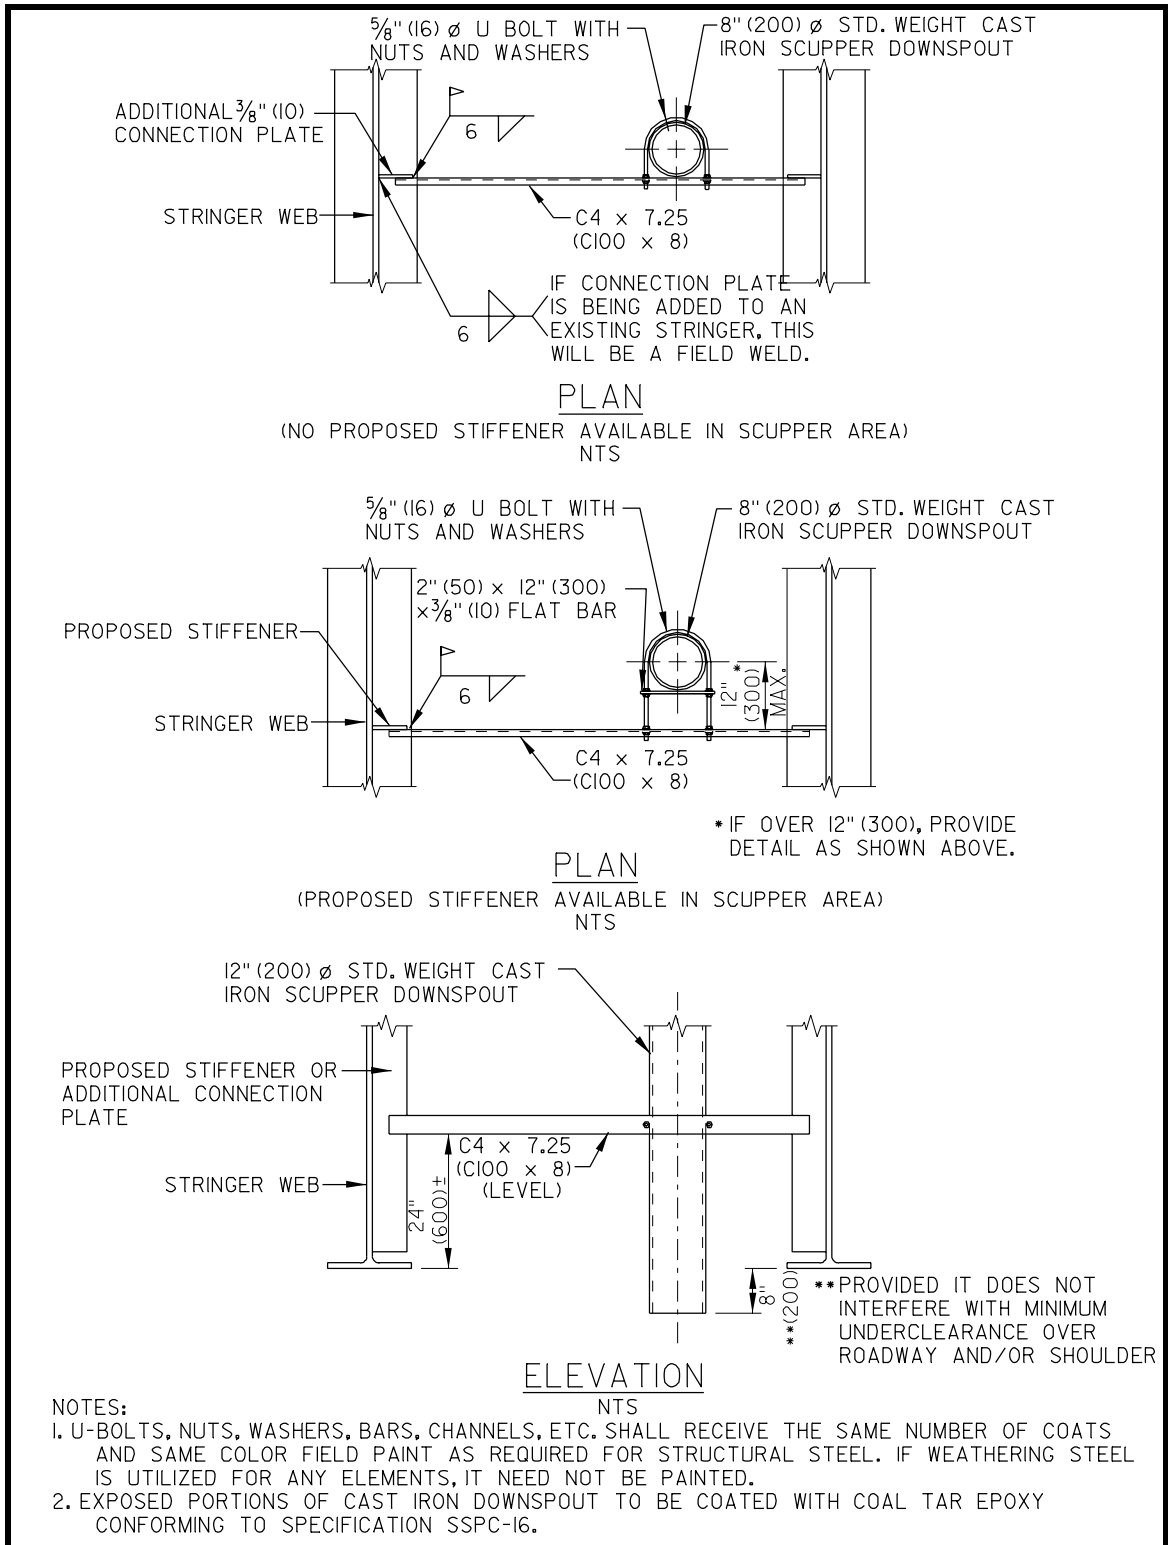 5/8" (16) ø U BOLT WITH
NUTS AND WASHERS
8" (200) ø STD. WEIGHT CAST
IRON SCUPPER DOWNSPOUT
ADDITIONAL 3/8" (10)
CONNECTION PLATE
6
STRINGER WEB
C4 x 7.25
(C100 x 8)
6
IF CONNECTION PLATE
IS BEING ADDED TO AN
EXISTING STRINGER, THIS
WILL BE A FIELD WELD.
PLAN
(NO PROPOSED STIFFENER AVAILABLE IN SCUPPER AREA)
NTS
5/8" (16) ø U BOLT WITH
NUTS AND WASHERS
8" (200) ø STD. WEIGHT CAST
IRON SCUPPER DOWNSPOUT
2" (50) x 12" (300)
x 3/8" (10) FLAT BAR
PROPOSED STIFFENER
6
12" *
(300)
MAX.
STRINGER WEB
C4 x 7.25
(C100 x 8)
* IF OVER 12" (300), PROVIDE
DETAIL AS SHOWN ABOVE.
PLAN
(PROPOSED STIFFENER AVAILABLE IN SCUPPER AREA)
NTS
12" (200) ø STD. WEIGHT CAST
IRON SCUPPER DOWNSPOUT
PROPOSED STIFFENER OR
ADDITIONAL CONNECTION
PLATE
C4 x 7.25
(C100 x 8)
(LEVEL)
STRINGER WEB
24"
(600)±
8"
**(200)
** PROVIDED IT DOES NOT
INTERFERE WITH MINIMUM
UNDERCLEARANCE OVER
ROADWAY AND/OR SHOULDER
ELEVATION
NTS
NOTES:
1. U-BOLTS, NUTS, WASHERS, BARS, CHANNELS, ETC. SHALL RECEIVE THE SAME NUMBER OF COATS
AND SAME COLOR FIELD PAINT AS REQUIRED FOR STRUCTURAL STEEL. IF WEATHERING STEEL
IS UTILIZED FOR ANY ELEMENTS, IT NEED NOT BE PAINTED.
2. EXPOSED PORTIONS OF CAST IRON DOWNSPOUT TO BE COATED WITH COAL TAR EPOXY
CONFORMING TO SPECIFICATION SSPC-16.